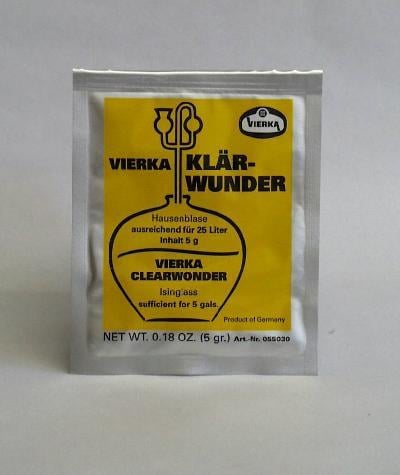 VIERKA
VIERKA KLÄR-
WUNDER
Hausenblase
ausreichend für 25 Liter
Inhalt 5 g
VIERKA
CLEARWONDER
Isinglass
sufficient for 5 gals.
Product of Germany
NET WT. 0.18 OZ. (5 gr.) Art.-Nr. 055030